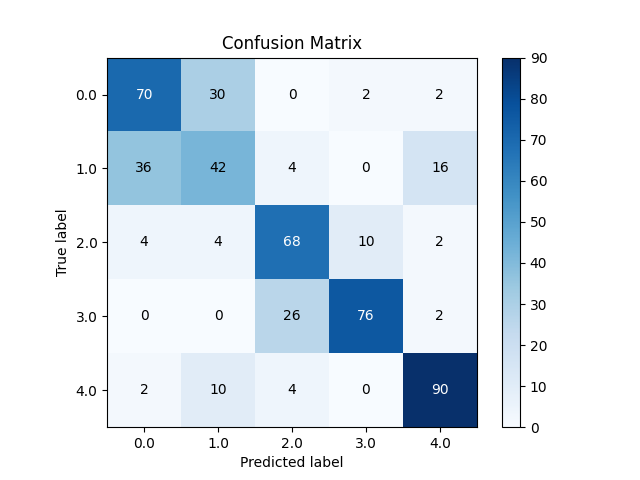 Confusion Matrix
0.0 70 30 0 2 2
1.0 36 42 4 0 16
2.0 4 4 68 10 2
3.0 0 0 26 76 2
4.0 2 10 4 0 90
0.0 1.0 2.0 3.0 4.0
Predicted label
True label
90
80
70
60
50
40
30
20
10
0